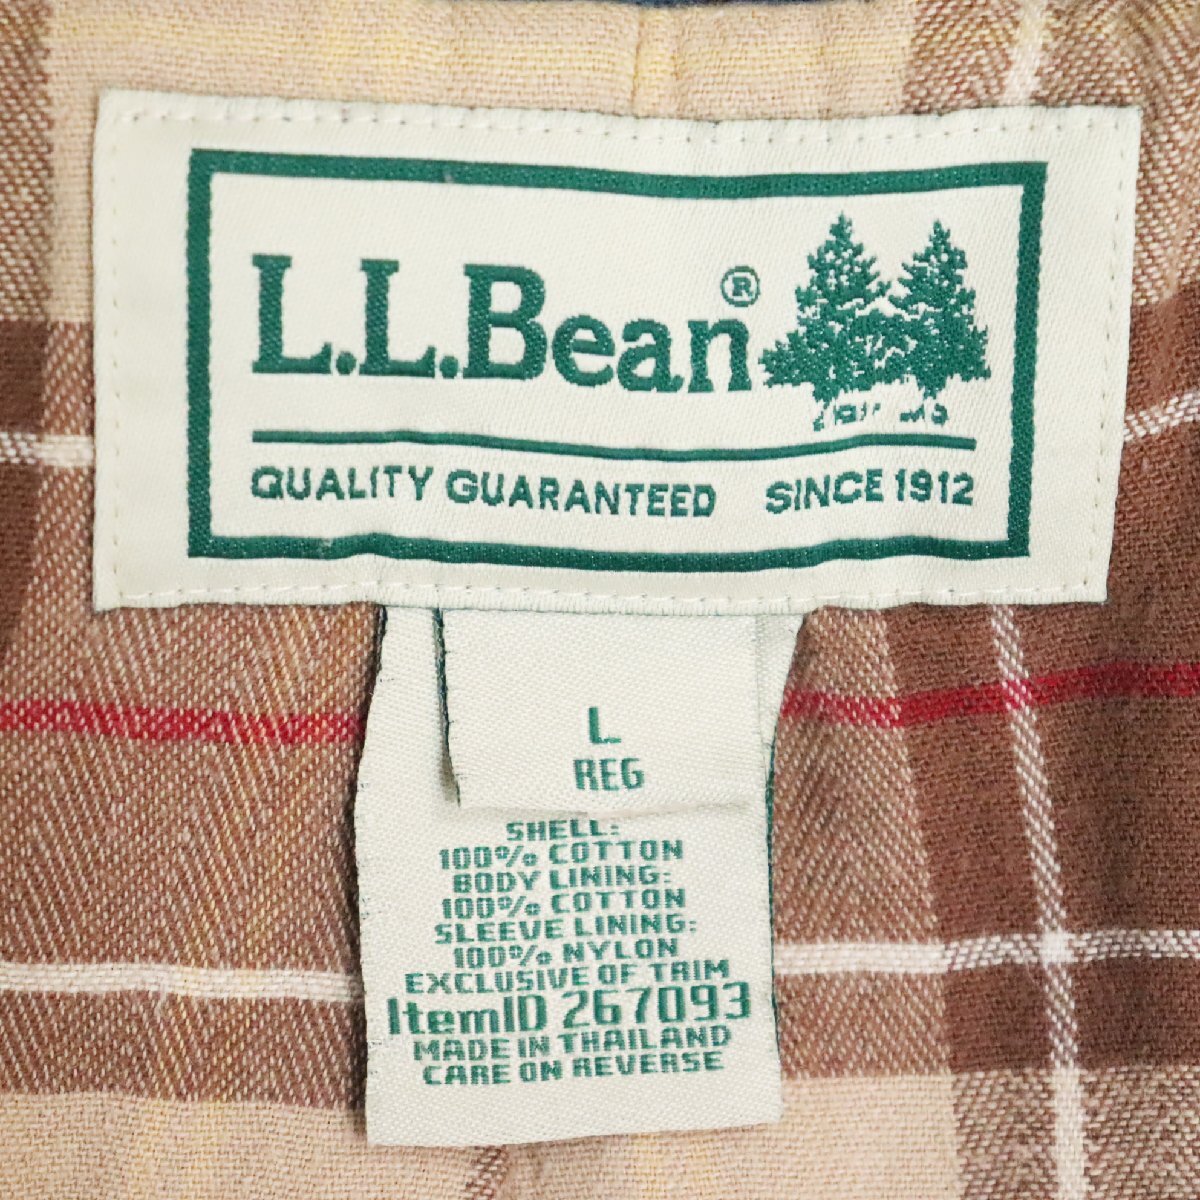 L.L.Bean®
QUALITY GUARANTEED SINCE 1912
L
REG
SHELL:
100% COTTON
BODY LINING:
100% COTTON
SLEEVE LINING:
100% NYLON
EXCLUSIVE OF TRIM
ItemID 267093
MADE IN THAILAND
CARE ON REVERSE